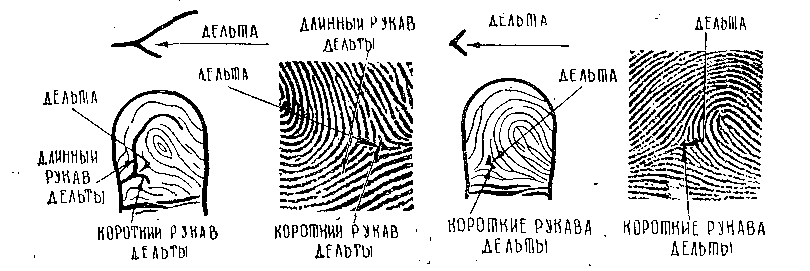 ДЕЛЬТА
ДЛИННЫЙ РУКАВ
ДЕЛЬТЫ
ДЕЛЬТА
ДЕЛЬТА
ДЕЛЬТА
ДЕЛЬТА
ДЕЛЬТА
ДЛИННЫЙ
РУКАВ
ДЕЛЬТЫ
КОРОТКИЙ РУКАВ
ДЕЛЬТЫ
КОРОТКИЙ РУКАВ
ДЕЛЬТЫ
КОРОТКИЕ РУКАВА
ДЕЛЬТЫ
КОРОТКИЕ РУКАВА
ДЕЛЬТЫ